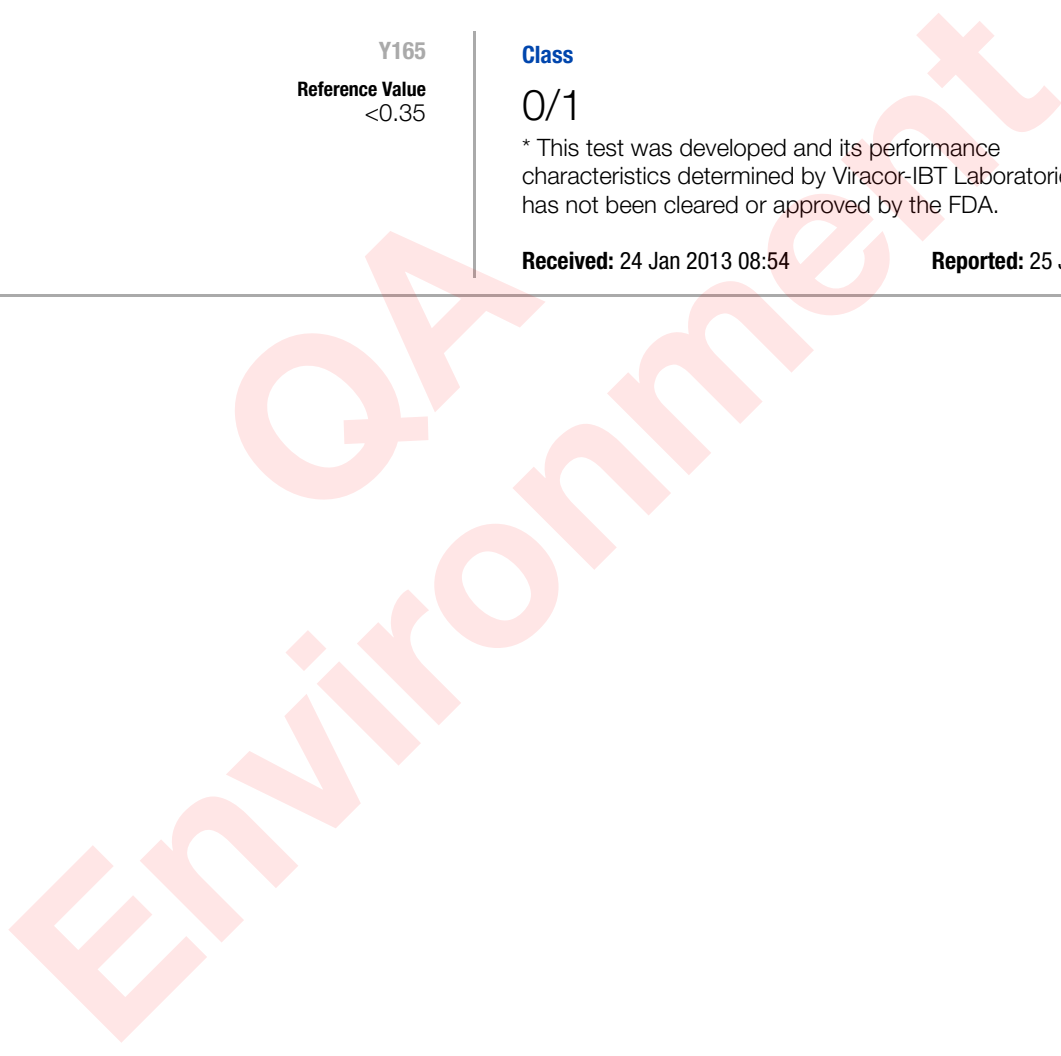 Y165
Reference Value
<0.35
Class
0/1
* This test was developed and its performance
characteristics determined by Viracor-IBT
has not been cleared or approved by the FDA.
Received: 24 Jan 2013 08:54 Reported: 25
QA
Environment